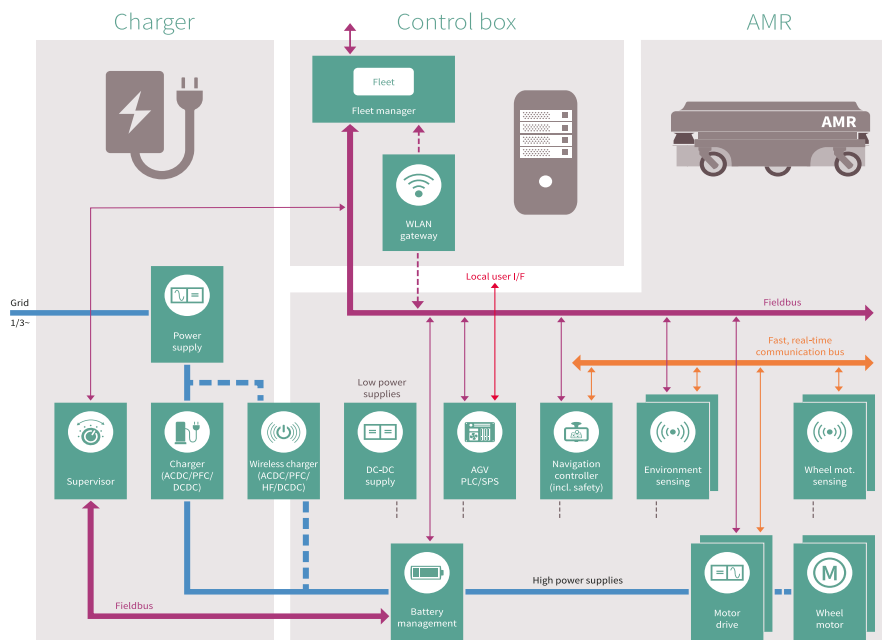 Charger
Control box
AMR
Fleet
Fleet manager
AMR
WLAN
gateway
Local user I/F
Grid
1/3~
Fieldbus
Power
supply
Fast, real-time
communication bus
Low power
supplies
Supervisor
Charger
(ACDC/PFC/
DCDC)
Wireless charger
(ACDC/PFC/
HF/DCDC)
DC-DC
supply
AGV
PLC/SPS
Navigation
controller
(incl. safety)
Environment
sensing
Wheel mot.
sensing
High power supplies
M
Fieldbus
Battery
management
Motor
drive
Wheel
motor